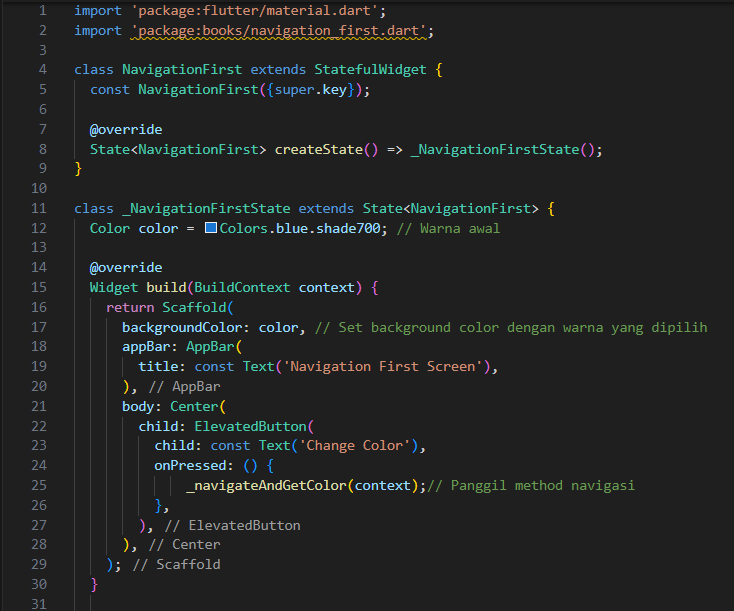 1 import 'package:flutter/material.dart';
2 import 'package:books/navigation_first.dart';
3
4 class NavigationFirst extends StatefulWidget {
5   const NavigationFirst({super.key});
6
7   @override
8   State<NavigationFirst> createState() => _NavigationFirstState();
9 }
10
11 class _NavigationFirstState extends State<NavigationFirst> {
12   Color color = Colors.blue.shade700; // Warna awal
13
14   @override
15   Widget build(BuildContext context) {
16     return Scaffold(
17       backgroundColor: color, // Set background color dengan warna yang dipilih
18       appBar: AppBar(
19         title: const Text('Navigation First Screen'),
20       ), // AppBar
21       body: Center(
22         child: ElevatedButton(
23           child: const Text('Change Color'),
24           onPressed: () {
25               _navigateAndGetColor(context);// Panggil method navigasi
26           },
27         ), // ElevatedButton
28       ), // Center
29     ); // Scaffold
30   }
31